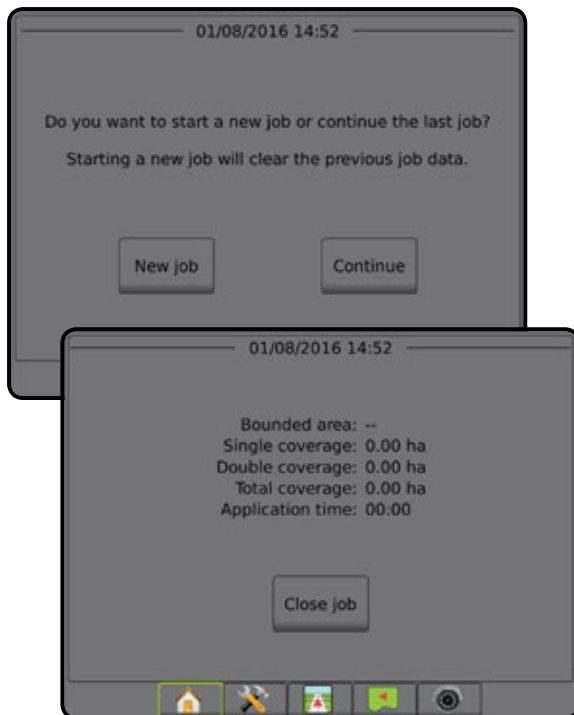 01/08/2016 14:52
Do you want to start a new job or continue the last job?
Starting a new job will clear the previous job data.
New job
Continue
01/08/2016 14:52
Bounded area: --
Single coverage: 0.00 ha
Double coverage: 0.00 ha
Total coverage: 0.00 ha
Application time: 00:00
Close job